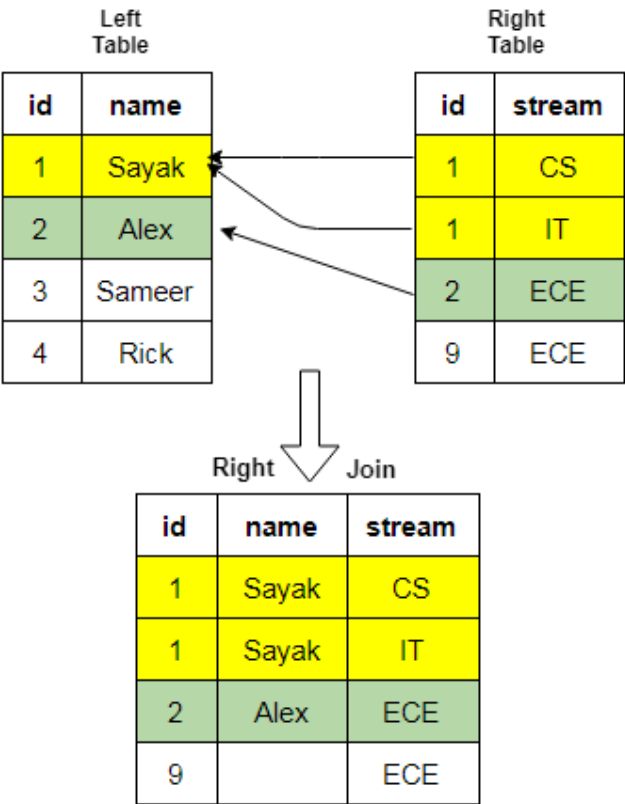 Left
Table
id name
1 Sayak
2 Alex
3 Sameer
4 Rick
Right
Table
id stream
1 CS
1 IT
2 ECE
9 ECE
Right Join
id name stream
1 Sayak CS
1 Sayak IT
2 Alex ECE
9 ECE